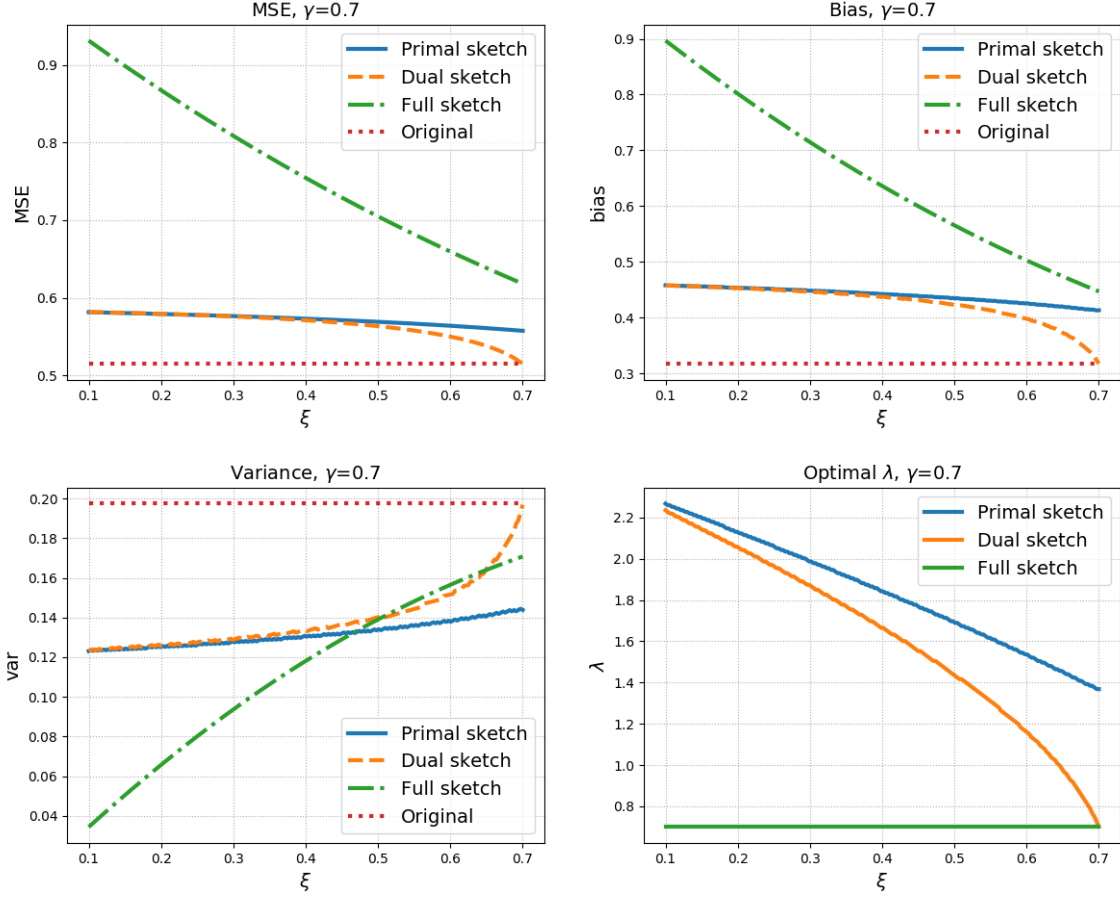 MSE, γ=0.7
MSE
0.9
0.8
0.7
0.6
0.5
0.1 0.2 0.3 0.4 0.5 0.6 0.7
ξ
Primal sketch
Dual sketch
Full sketch
Original
Bias, γ=0.7
bias
0.9
0.8
0.7
0.6
0.5
0.4
0.3
0.1 0.2 0.3 0.4 0.5 0.6 0.7
ξ
Primal sketch
Dual sketch
Full sketch
Original
Variance, γ=0.7
var
0.20
0.18
0.16
0.14
0.12
0.10
0.08
0.06
0.04
0.1 0.2 0.3 0.4 0.5 0.6 0.7
ξ
Primal sketch
Dual sketch
Full sketch
Original
Optimal λ, γ=0.7
λ
2.2
2.0
1.8
1.6
1.4
1.2
1.0
0.8
0.1 0.2 0.3 0.4 0.5 0.6 0.7
ξ
Primal sketch
Dual sketch
Full sketch